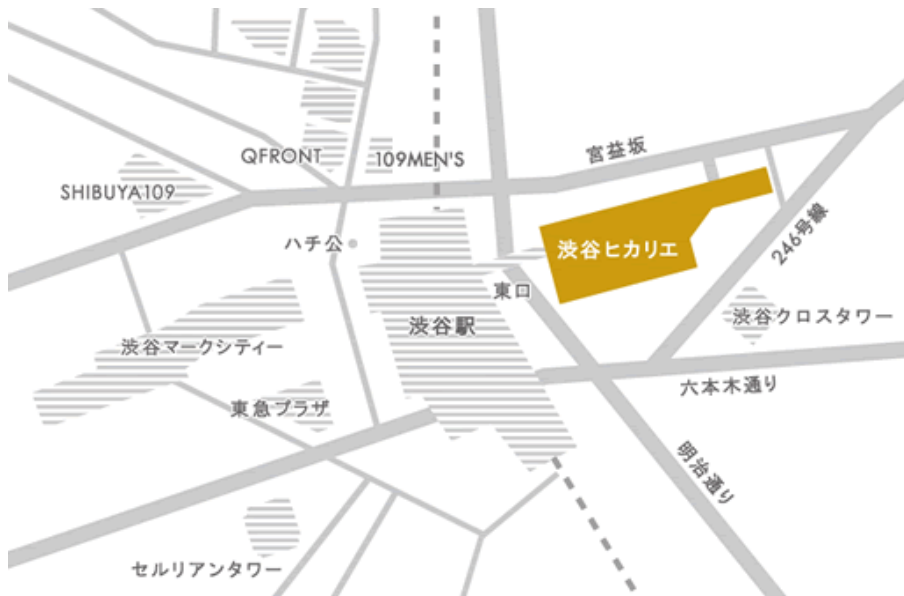 宮益坂
QFRONT
109MEN'S
SHIBUYA109
ハチ公
渋谷ヒカリエ
246号線
東口
渋谷駅
渋谷クロスタワー
渋谷マークシティー
六本木通り
東急プラザ
明治通り
セルリアンタワー